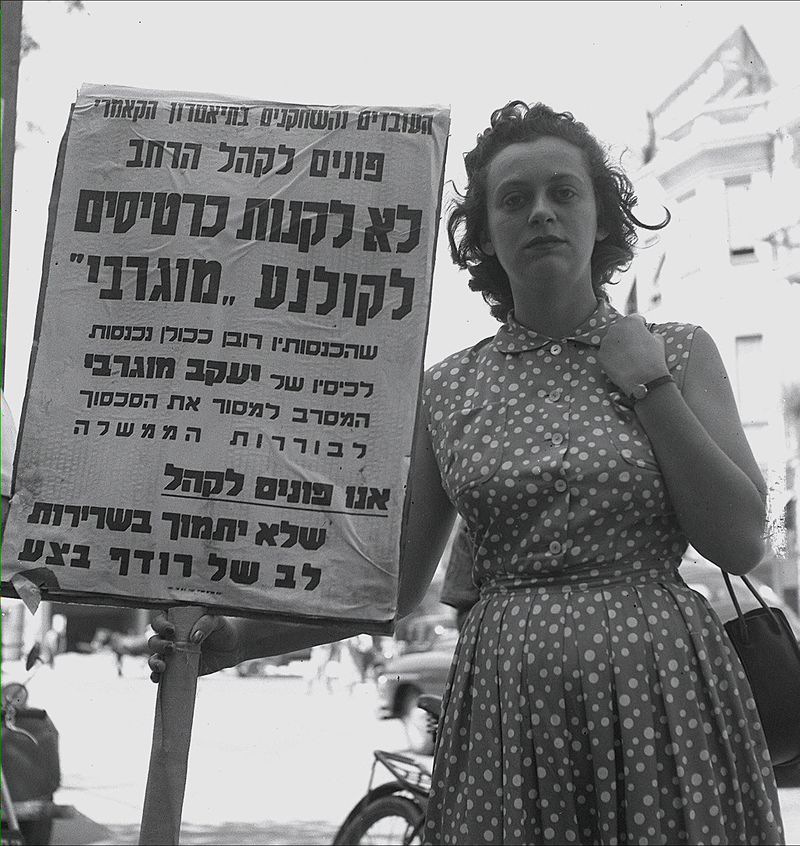 העובדים והשחקנים בתיאטרון הקאמרי
פונים לקהל הרחב
לא לקנות כרטיסים
לקולנע „מוגרבי"
שהכנסותיו רובן ככולן נכנסות
לכיסיו של יעקב מוגרבי
המסרב למסור את הסכסוך
לבוררות הממשלה
אנו פונים לקהל
שלא יתמוך בשרירות
לב של רודף בצע